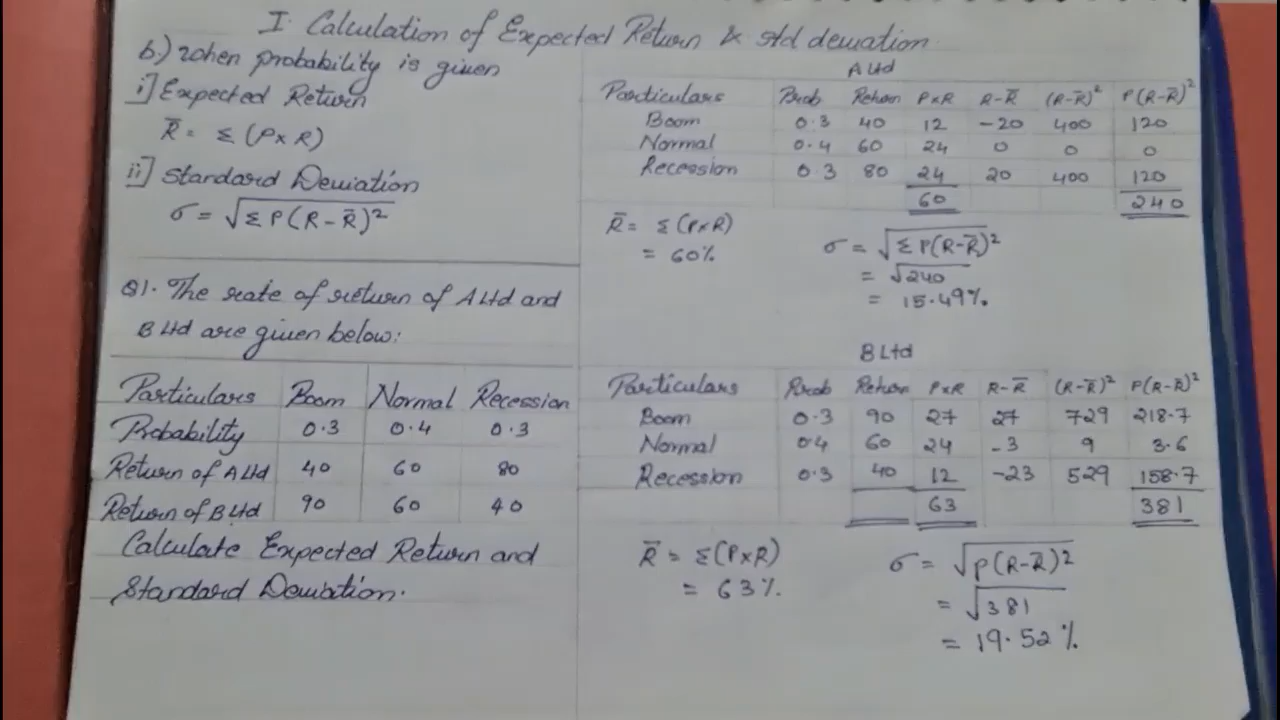 I. Calculation of Expected Return & Std deviation
b.) when probability is given
i] Expected Return
R̅ = Σ (P x R)
ii] Standard Deviation
σ = √Σ P(R-R̅)²
Q1. The rate of return of A Ltd and
B Ltd are given below:
Particulars Boom Normal Recession
Probability 0.3 0.4 0.3
Return of A Ltd 40 60 80
Return of B Ltd 90 60 40
Calculate Expected Return and
Standard Deviation.
A Ltd
Particulars Prob Return PxR R-R̅ (R-R̅)² P(R-R̅)²
Boom 0.3 40 12 -20 400 120
Normal 0.4 60 24 0 0 0
Recession 0.3 80 24 20 400 120
60 240
R̅ = Σ (PxR)
= 60%
σ = √Σ P(R-R̅)²
= √240
= 15.49%
B Ltd
Particulars Prob Return PxR R-R̅ (R-R̅)² P(R-R̅)²
Boom 0.3 90 27 27 729 218.7
Normal 0.4 60 24 -3 9 3.6
Recession 0.3 40 12 -23 529 158.7
63 381
R̅ = Σ(PxR)
= 63%
σ = √P(R-R̅)²
= √381
= 19.52%